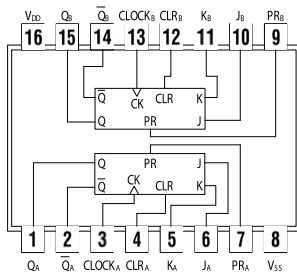 VDD QB Q̅B CLOCKB CLRB KB JB PRB
16 15 14 13 12 11 10 9
Q̅ CK CLR K
Q PR J
Q PR J
Q̅ CK CLR K
1 2 3 4 5 6 7 8
QA Q̅A CLOCKA CLRA KA JA PRA VSS